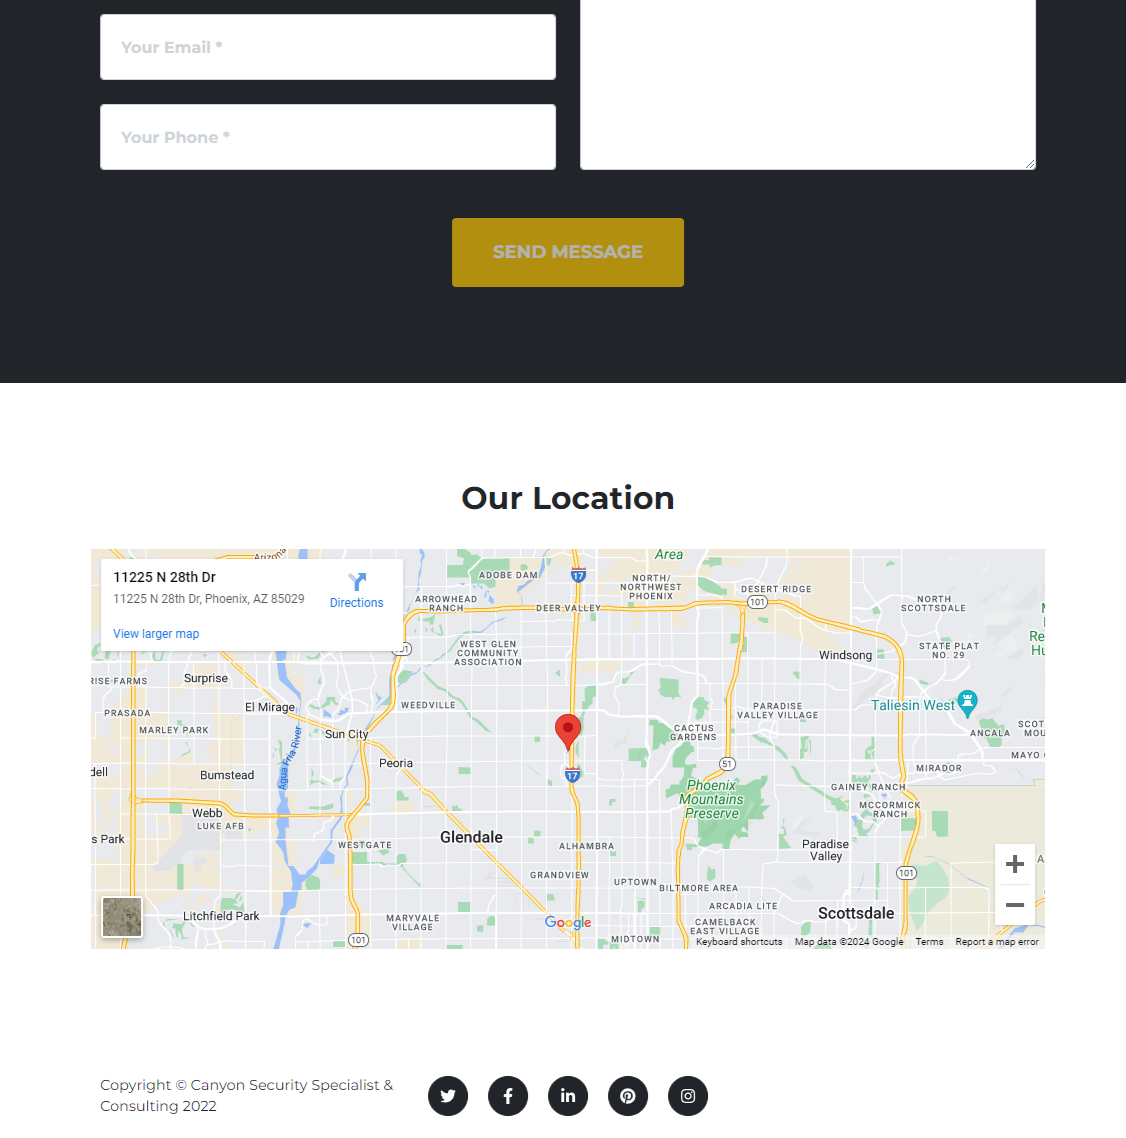 Your Email *
Your Phone *
SEND MESSAGE
Our Location
11225 N 28th Dr
11225 N 28th Dr, Phoenix, AZ 85029
Directions
View larger map
Arizona
Area
ADOBE DAM
17
NORTH/
NORTHWEST
PHOENIX
DESERT RIDGE
101
ARROWHEAD
RANCH
DEER VALLEY
NORTH
SCOTTSDALE
WEST GLEN
COMMUNITY
ASSOCIATION
Windsong
STATE PLAT
NO. 29
RISE FARMS
Surprise
El Mirage
WEEDVILLE
PRASADA
MARLEY PARK
Sun City
PARADISE
VALLEY VILLAGE
Taliesin West
CACTUS
GARDENS
ANCALA
Agua Fria River
Peoria
51
17
MIRADOR
MAYO
dell
Bumstead
Phoenix
Mountains
Preserve
GAINEY RANCH
MCCORMICK
RANCH
Webb
LUKE AFB
s Park
WESTGATE
Glendale
ALHAMBRA
Paradise
Valley
GRANDVIEW
UPTOWN
BILTMORE AREA
101
ARCADIA LITE
Litchfield Park
MARYVALE
VILLAGE
Google
CAMELBACK
EAST VILLAGE
Scottsdale
101
MIDTOWN
Keyboard shortcuts
Map data ©2024 Google
Terms
Report a map error
Copyright © Canyon Security Specialist &
Consulting 2022